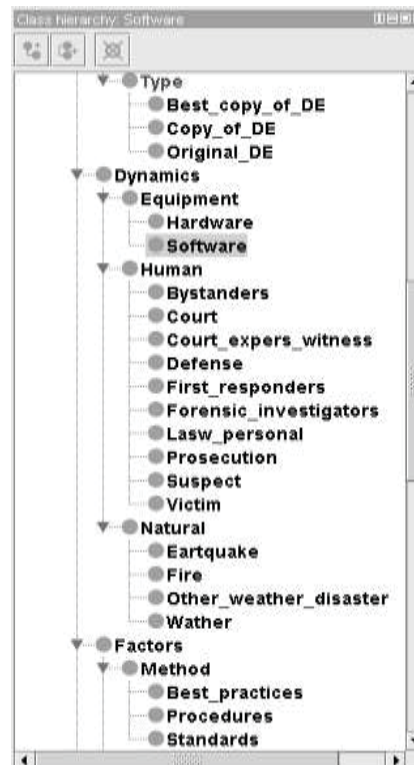 Class hierarchy: Software
Type
Best_copy_of_DE
Copy_of_DE
Original_DE
Dynamics
Equipment
Hardware
Software
Human
Bystanders
Court
Court_expers_witness
Defense
First_responders
Forensic_investigators
Lasw_personal
Prosecution
Suspect
Victim
Natural
Eartquake
Fire
Other_weather_disaster
Wather
Factors
Method
Best_practices
Procedures
Standards